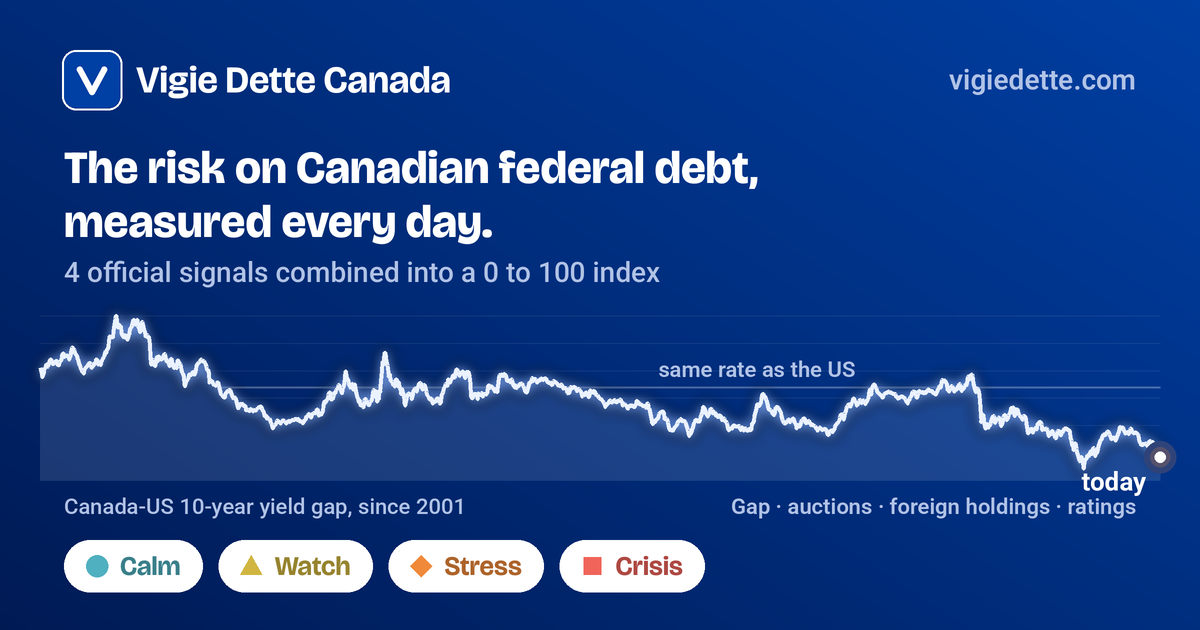 Vigie Dette Canada
vigiedette.com
The risk on Canadian federal debt,
measured every day.
4 official signals combined into a 0 to 100 index
same rate as the US
today
Canada-US 10-year yield gap, since 2001
Gap · auctions · foreign holdings · ratings
Calm
Watch
Stress
Crisis